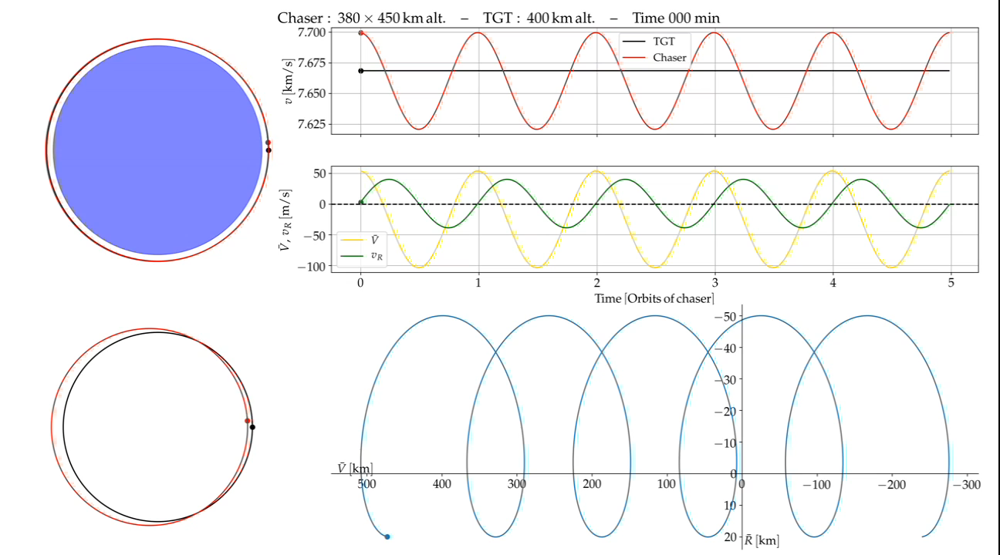 Chaser : 380 × 450 km alt. – TGT : 400 km alt. – Time 000 min
7.700
7.675
7.650
7.625
v [km/s]
TGT
Chaser
50
0
−50
−100
V̄, v_R [m/s]
V̄
v_R
0 1 2 3 4 5
Time [Orbits of chaser]
−50
−40
−30
−20
−10
0
10
20
V̄ [km]
500 400 300 200 100 0 −100 −200 −300
R̄ [km]